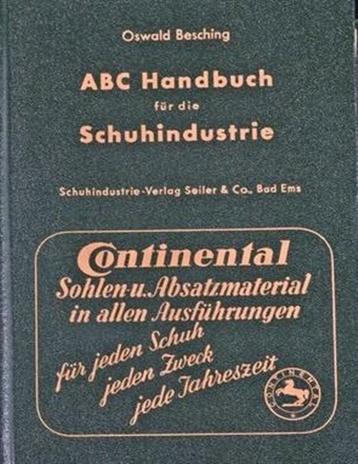 Oswald Besching
ABC Handbuch
für die
Schuhindustrie
Schuhindustrie-Verlag Seiler & Co., Bad Ems
Continental
Sohlen-u. Absatzmaterial
in allen Ausführungen
für jeden Schuh
jeden Zweck
jede Jahreszeit
CONTINENTAL